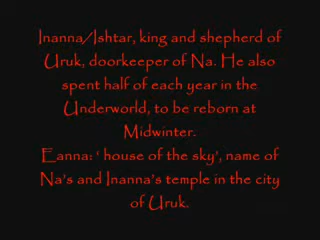 Inanna/Ishtar, king and shepherd of
Uruk, doorkeeper of Na. He also
spent half of each year in the
Underworld, to be reborn at
Midwinter.
Eanna: ' house of the sky', name of
Na's and Inanna's temple in the city
of Uruk.